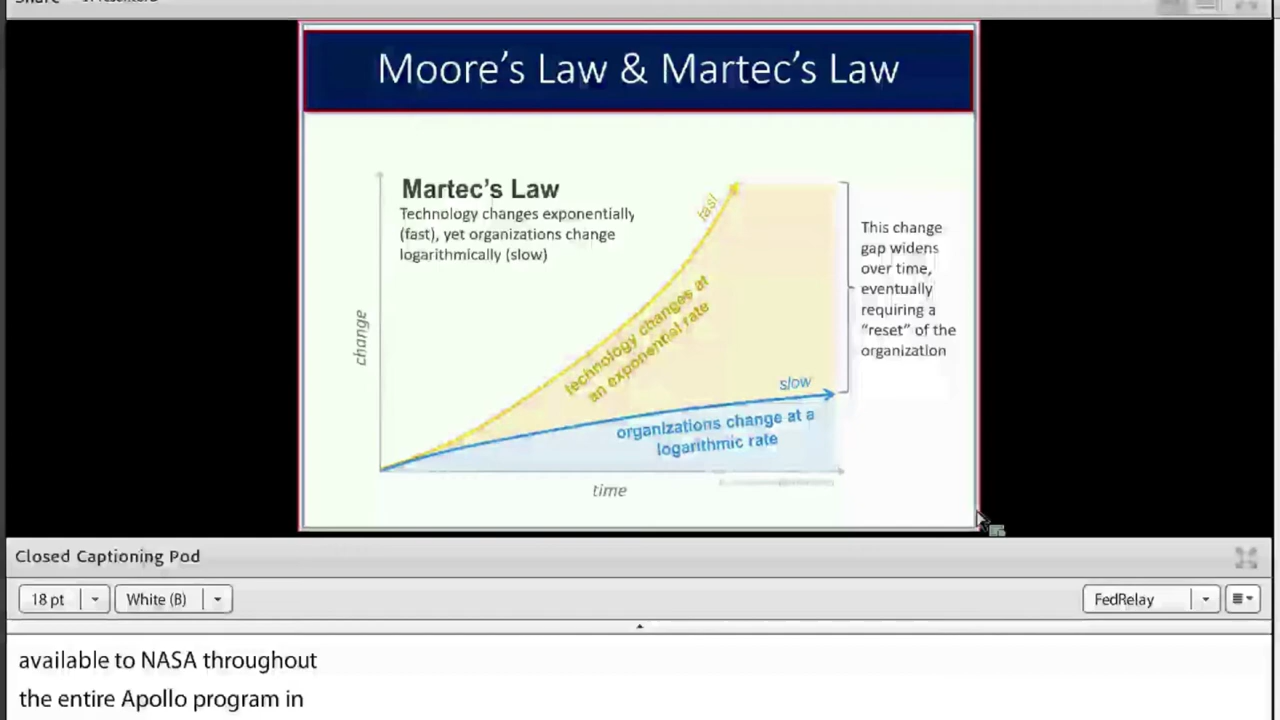 Share
Moore's Law & Martec's Law
Martec's Law
Technology changes exponentially
(fast), yet organizations change
logarithmically (slow)
fast
technology changes at
an exponential rate
slow
organizations change at a
logarithmic rate
change
time
This change
gap widens
over time,
eventually
requiring a
"reset" of the
organization
Closed Captioning Pod
18 pt
White (B)
FedRelay
available to NASA throughout
the entire Apollo program in